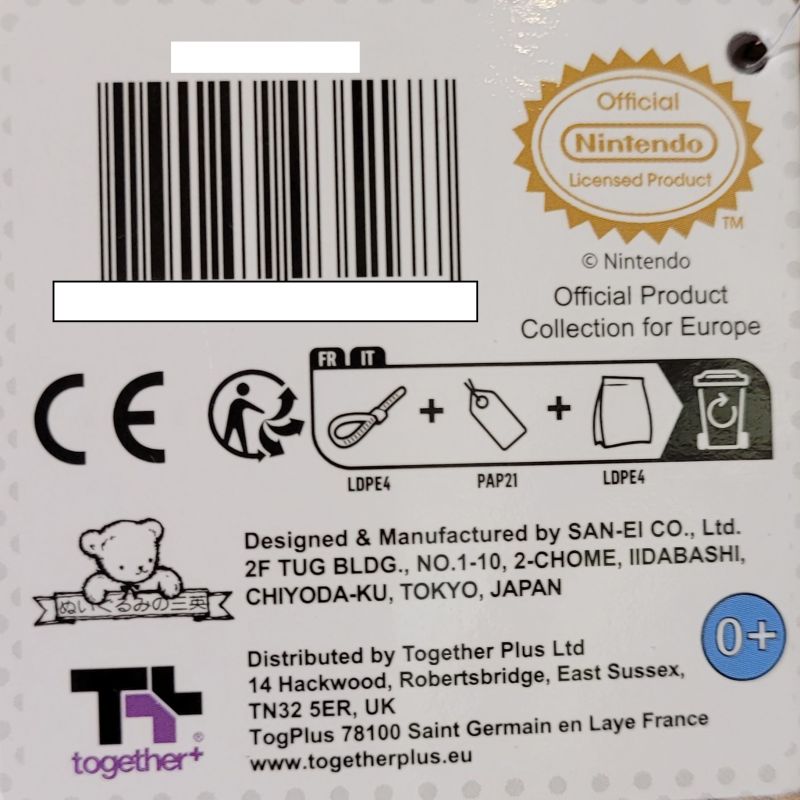 Official
Nintendo
Licensed Product
TM
© Nintendo
Official Product
Collection for Europe
CE
FR IT
+ +
LDPE4 PAP21 LDPE4
Designed & Manufactured by SAN-EI CO., Ltd.
2F TUG BLDG., NO.1-10, 2-CHOME, IIDABASHI,
CHIYODA-KU, TOKYO, JAPAN
ぬいぐるみの三英
0+
Distributed by Together Plus Ltd
14 Hackwood, Robertsbridge, East Sussex,
TN32 5ER, UK
TogPlus 78100 Saint Germain en Laye France
www.togetherplus.eu
together+®